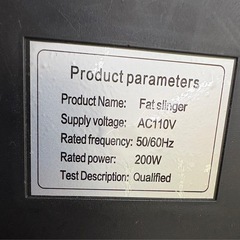 Product parameters
Product Name: Fat slinger
Supply voltage: AC110V
Rated frequency: 50/60Hz
Rated power: 200W
Test Description: Qualified